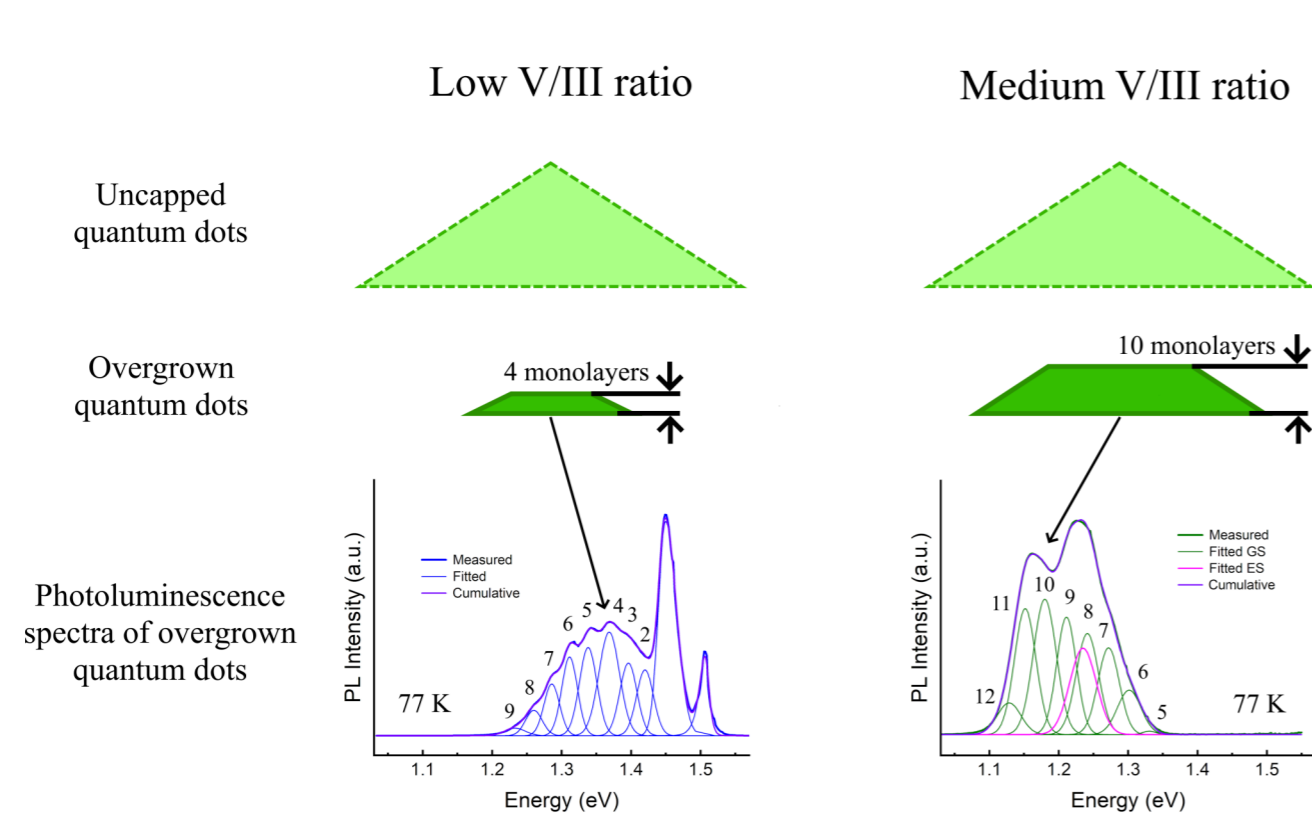 Low V/III ratio
Medium V/III ratio
Uncapped
quantum dots
Overgrown
quantum dots
4 monolayers
10 monolayers
Photoluminescence
spectra of overgrown
quantum dots
PL Intensity (a.u.)
Measured
Fitted
Cumulative
77 K
9
8
7
6
5
4
3
2
1.1
1.2
1.3
1.4
1.5
Energy (eV)
PL Intensity (a.u.)
Measured
Fitted GS
Fitted ES
Cumulative
12
11
10
9
8
7
6
5
77 K
1.1
1.2
1.3
1.4
1.5
Energy (eV)